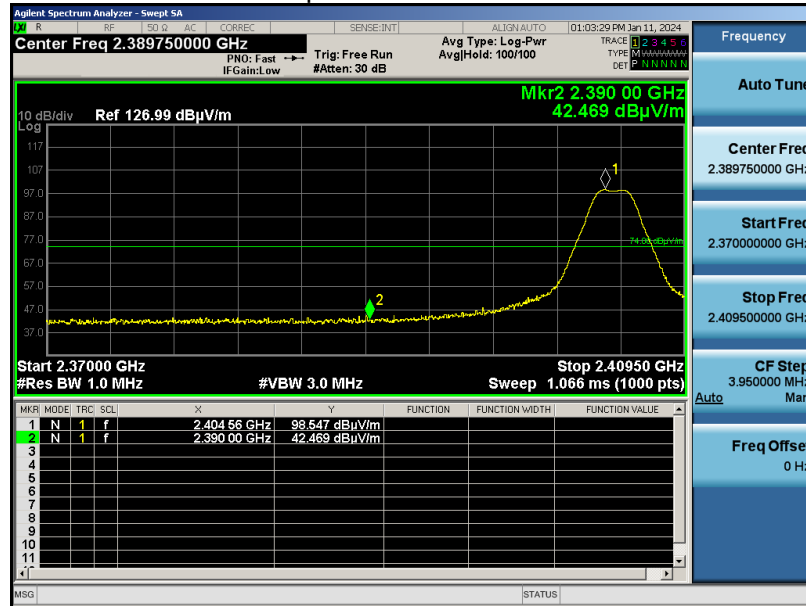 Agilent Spectrum Analyzer - Swept SA
LXI R RF 50 Ω AC CORREC SENSE:INT ALIGN AUTO 01:03:29 PM Jan 11, 2024
Center Freq 2.389750000 GHz
PNO: Fast
IFGain:Low
Trig: Free Run
#Atten: 30 dB
Avg Type: Log-Pwr
Avg|Hold: 100/100
TRACE 1 2 3 4 5 6
TYPE M WWWWW
DET P N N N N N
Mkr2 2.390 00 GHz
42.469 dBµV/m
10 dB/div Ref 126.99 dBµV/m
Log
117
107
97.0
87.0
77.0
67.0
57.0
47.0
37.0
1
2
Start 2.37000 GHz Stop 2.40950 GHz
#Res BW 1.0 MHz #VBW 3.0 MHz Sweep 1.066 ms (1000 pts)
MKR MODE TRC SCL X Y FUNCTION FUNCTION WIDTH FUNCTION VALUE
1 N 1 f 2.404 56 GHz 98.547 dBµV/m
2 N 1 f 2.390 00 GHz 42.469 dBµV/m
3
4
5
6
7
8
9
10
11
MSG STATUS
Frequency
Auto Tune
Center Freq
2.389750000 GHz
Start Freq
2.370000000 GHz
Stop Freq
2.409500000 GHz
CF Step
3.950000 MHz
Auto Man
Freq Offset
0 Hz